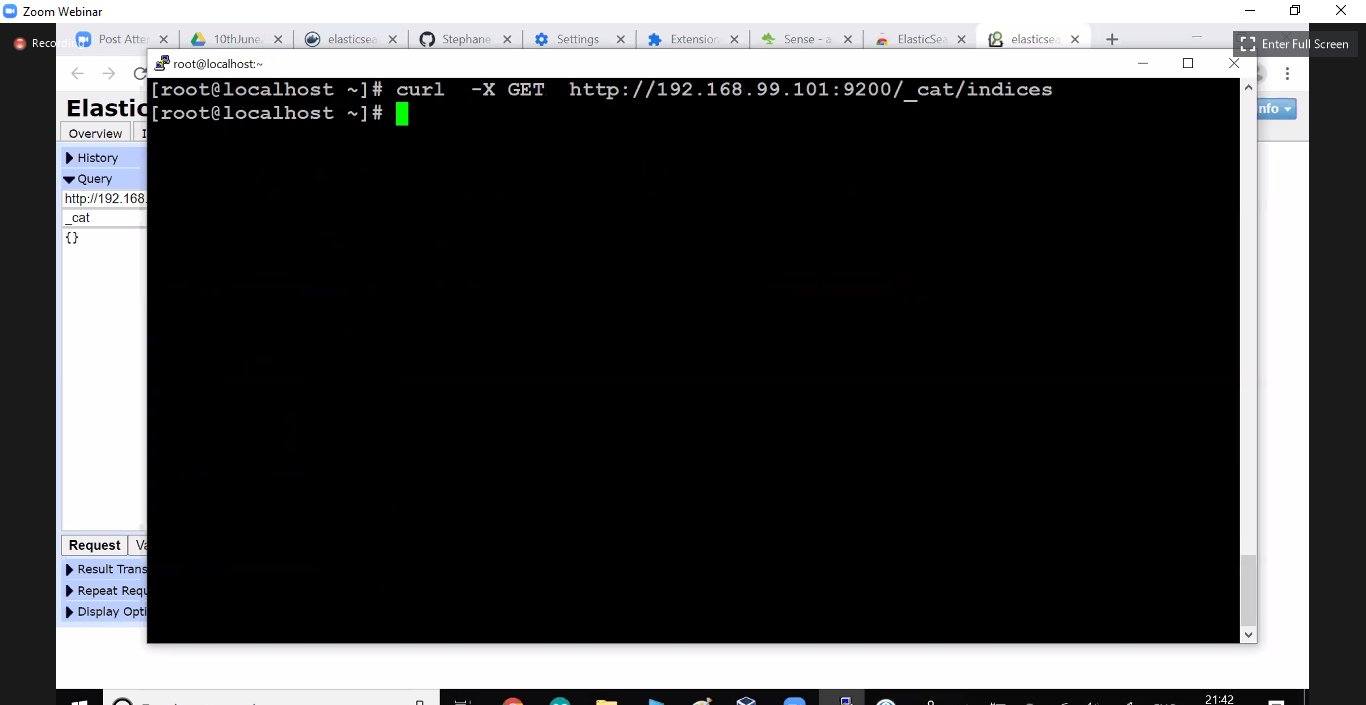 Zoom Webinar
Recording
Post Atte
10thJune,
elasticsea
Stephane
Settings
Extension
Sense - a
ElasticSea
elasticsea
Enter Full Screen
root@localhost:~
[root@localhost ~]# curl  -X GET  http://192.168.99.101:9200/_cat/indices
[root@localhost ~]#
Elastic
nfo
Overview
History
Query
http://192.168.
_cat
{}
Request
Va
Result Trans
Repeat Requ
Display Opti
21:42